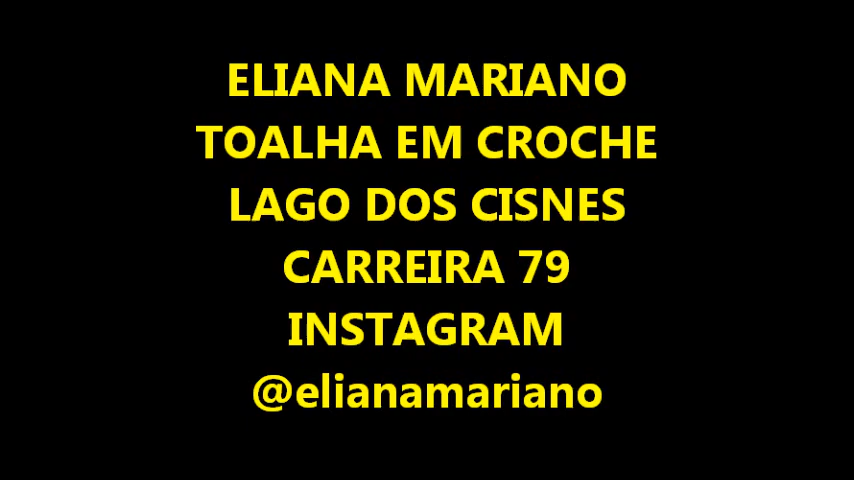 ELIANA MARIANO
TOALHA EM CROCHE
LAGO DOS CISNES
CARREIRA 79
INSTAGRAM
@elianamariano